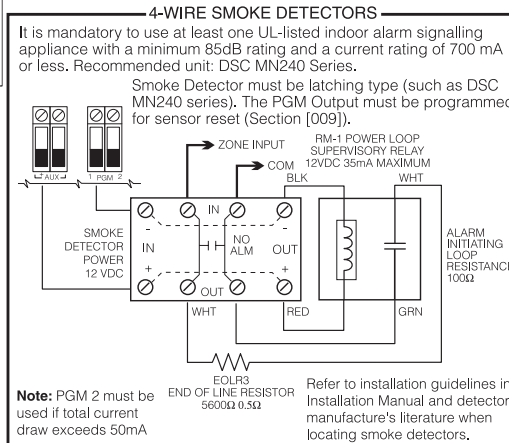 4-WIRE SMOKE DETECTORS
It is mandatory to use at least one UL-listed indoor alarm signalling
appliance with a minimum 85dB rating and a current rating of 700 mA
or less. Recommended unit: DSC MN240 Series.
Smoke Detector must be latching type (such as DSC
MN240 series). The PGM Output must be programmed
for sensor reset (Section [009]).
- AUX +
1 PGM 2
ZONE INPUT
COM
RM-1 POWER LOOP
SUPERVISORY RELAY
12VDC 35mA MAXIMUM
BLK
WHT
SMOKE
DETECTOR
POWER
12 VDC
IN
-
-
IN
NO
ALM
OUT
+
+
OUT
ALARM
INITIATING
LOOP
RESISTANCE
100Ω
WHT
RED
GRN
EOLR3
END OF LINE RESISTOR
5600Ω 0.5Ω
Note: PGM 2 must be
used if total current
draw exceeds 50mA
Refer to installation guidelines in
Installation Manual and detector
manufacture's literature when
locating smoke detectors.